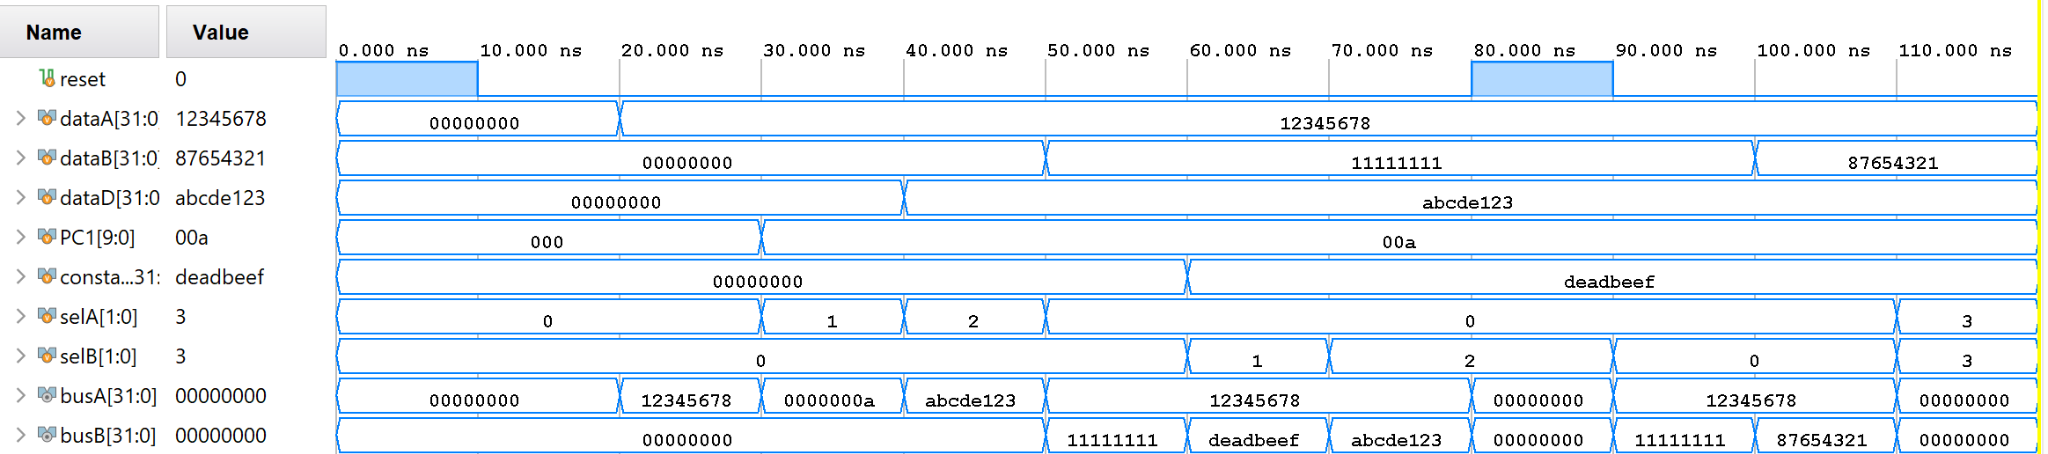 Name Value
0.000 ns 10.000 ns 20.000 ns 30.000 ns 40.000 ns 50.000 ns 60.000 ns 70.000 ns 80.000 ns 90.000 ns 100.000 ns 110.000 ns
reset 0
dataA[31:0 12345678 00000000 12345678
dataB[31:0 87654321 00000000 11111111 87654321
dataD[31:0 abcde123 00000000 abcde123
PC1[9:0] 00a 000 00a
consta...31: deadbeef 00000000 deadbeef
selA[1:0] 3 0 1 2 0 3
selB[1:0] 3 0 1 2 0 3
busA[31:0] 00000000 00000000 12345678 0000000a abcde123 12345678 00000000 12345678 00000000
busB[31:0] 00000000 00000000 11111111 deadbeef abcde123 00000000 11111111 87654321 00000000